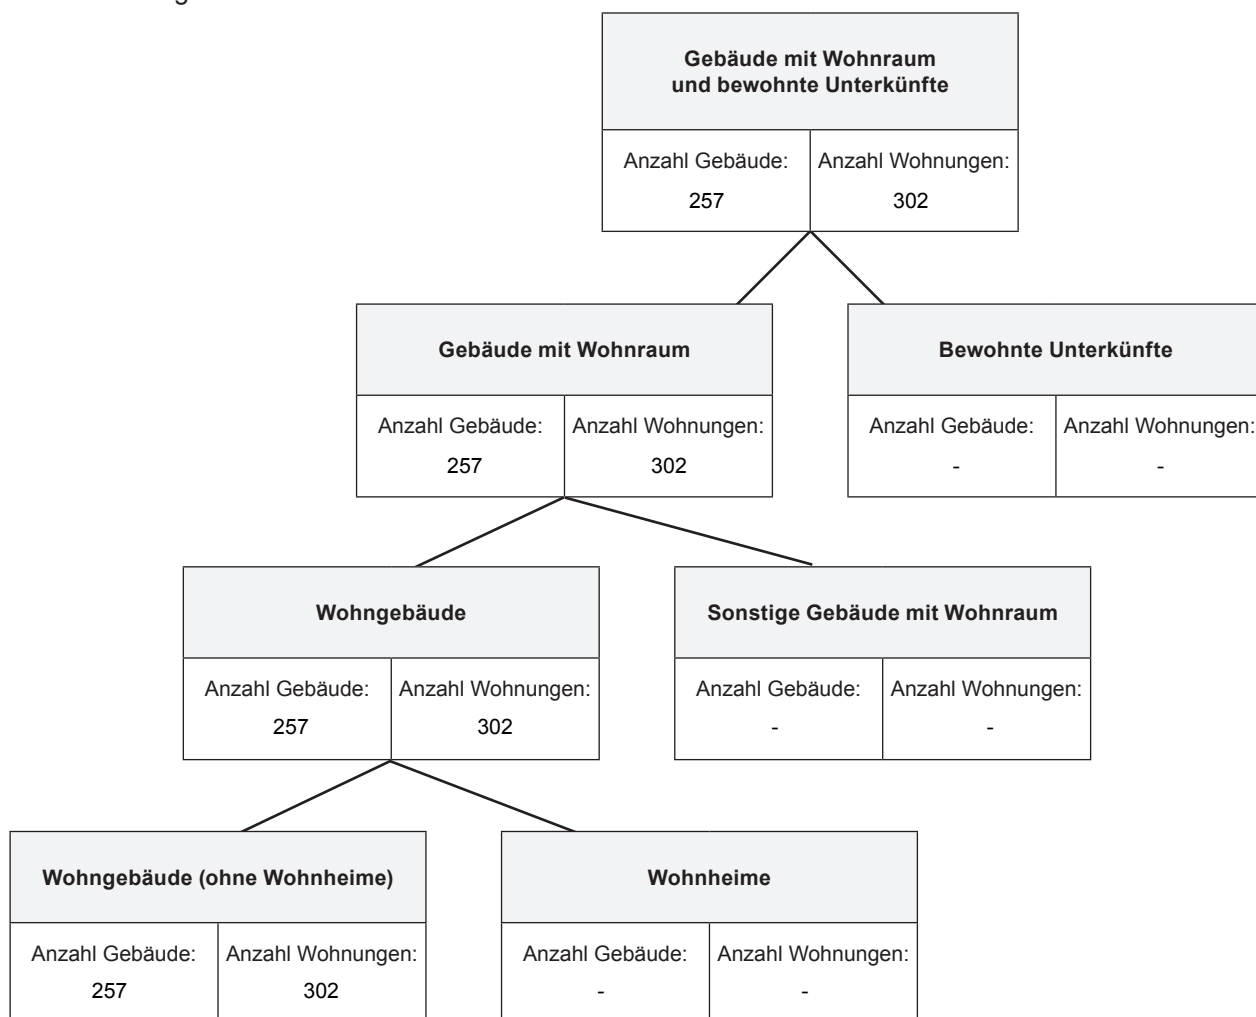 Gebäude mit Wohnraum
und bewohnte Unterkünfte
Anzahl Gebäude: Anzahl Wohnungen:
257 302
Gebäude mit Wohnraum Bewohnte Unterkünfte
Anzahl Gebäude: Anzahl Wohnungen: Anzahl Gebäude: Anzahl Wohnungen:
257 302 - -
Wohngebäude Sonstige Gebäude mit Wohnraum
Anzahl Gebäude: Anzahl Wohnungen: Anzahl Gebäude: Anzahl Wohnungen:
257 302 - -
Wohngebäude (ohne Wohnheime) Wohnheime
Anzahl Gebäude: Anzahl Wohnungen: Anzahl Gebäude: Anzahl Wohnungen:
257 302 - -